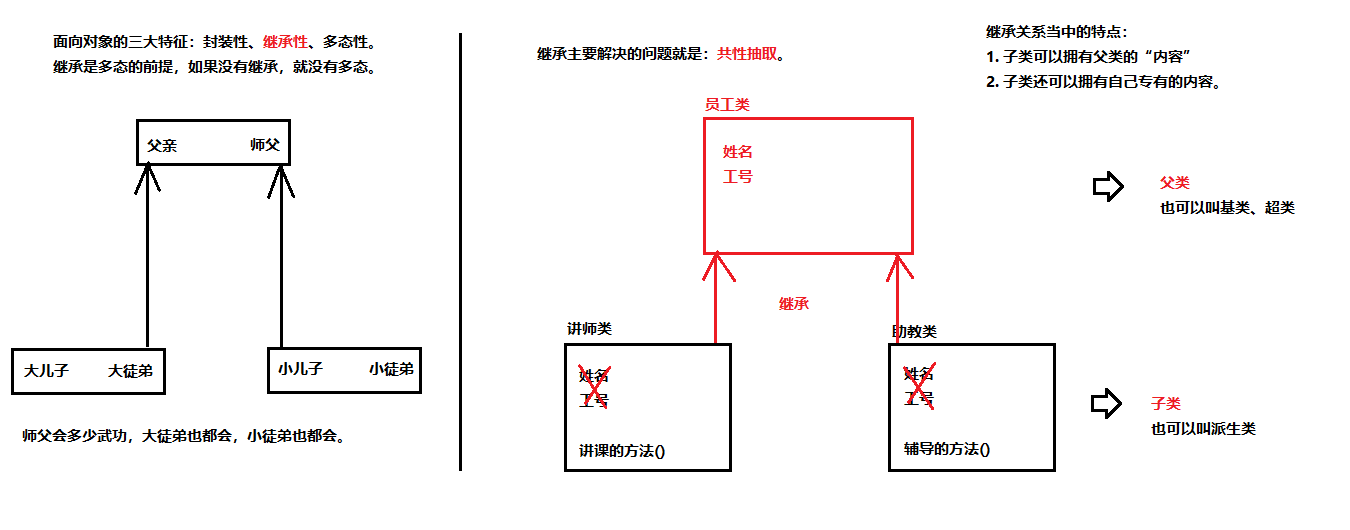 面向对象的三大特征：封装性、继承性、多态性。
继承是多态的前提，如果没有继承，就没有多态。
父亲 师父
大儿子 大徒弟
小儿子 小徒弟
师父会多少武功，大徒弟也都会，小徒弟也都会。
继承主要解决的问题就是：共性抽取。
员工类
姓名
工号
继承
讲师类
姓名
工号
讲课的方法()
助教类
姓名
工号
辅导的方法()
继承关系当中的特点：
1. 子类可以拥有父类的“内容”
2. 子类还可以拥有自己专有的内容。
父类
也可以叫基类、超类
子类
也可以叫派生类